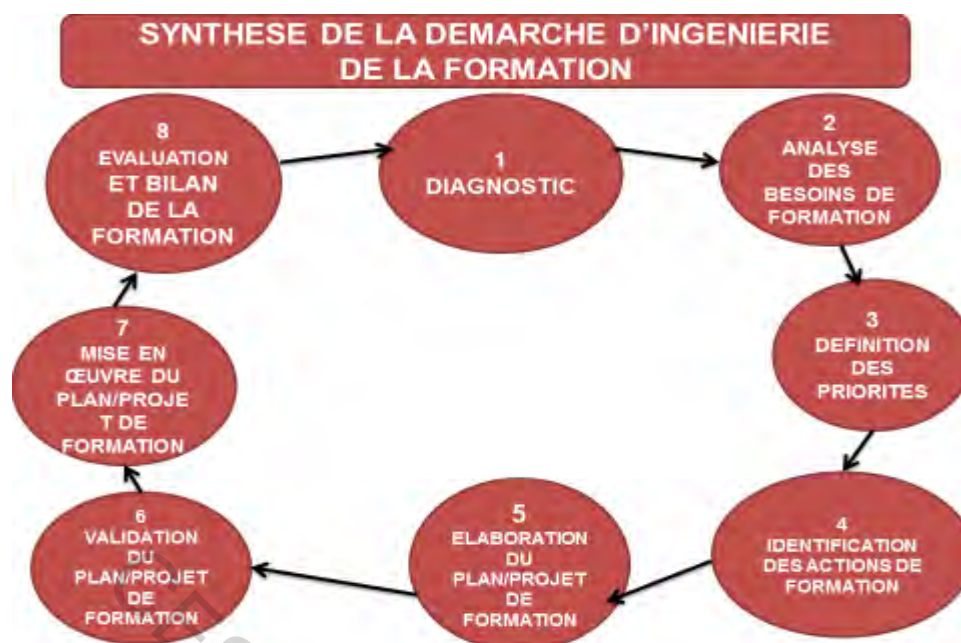 SYNTHESE DE LA DEMARCHE D'INGENIERIE
DE LA FORMATION
1
DIAGNOSTIC
2
ANALYSE
DES
BESOINS DE
FORMATION
3
DEFINITION
DES
PRIORITES
4
IDENTIFICATION
DES ACTIONS DE
FORMATION
5
ELABORATION
DU
PLAN/PROJET
DE
FORMATION
6
VALIDATION
DU
PLAN/PROJET
DE
FORMATION
7
MISE EN
ŒUVRE DU
PLAN/PROJE
T DE
FORMATION
8
EVALUATION
ET BILAN
DE LA
FORMATION